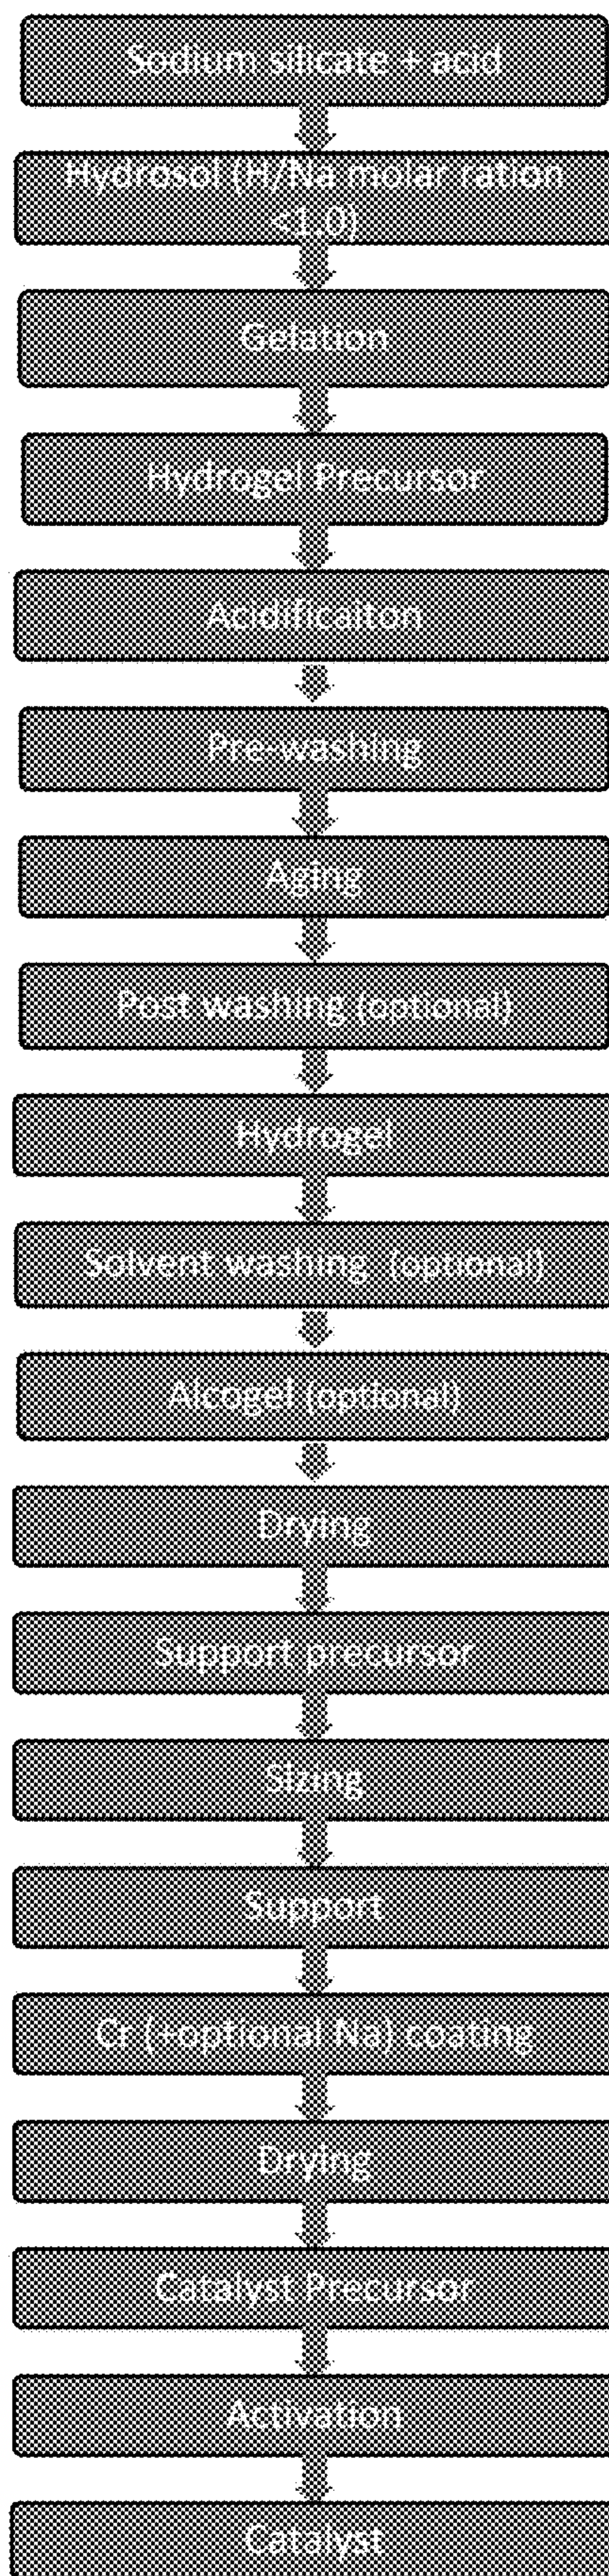 Sodium silicate + acid
Hydrosol (H/Na molar ration
<1.0)
Gelation
Hydrogel Precursor
Acidificaiton
Pre-washing
Aging
Post washing (optional)
Hydrogel
Solvent washing (optional)
Alcogel (optional)
Drying
Support precursor
Sizing
Support
Cr (+optional Na) coating
Drying
Catalyst Precursor
Activation
Catalyst